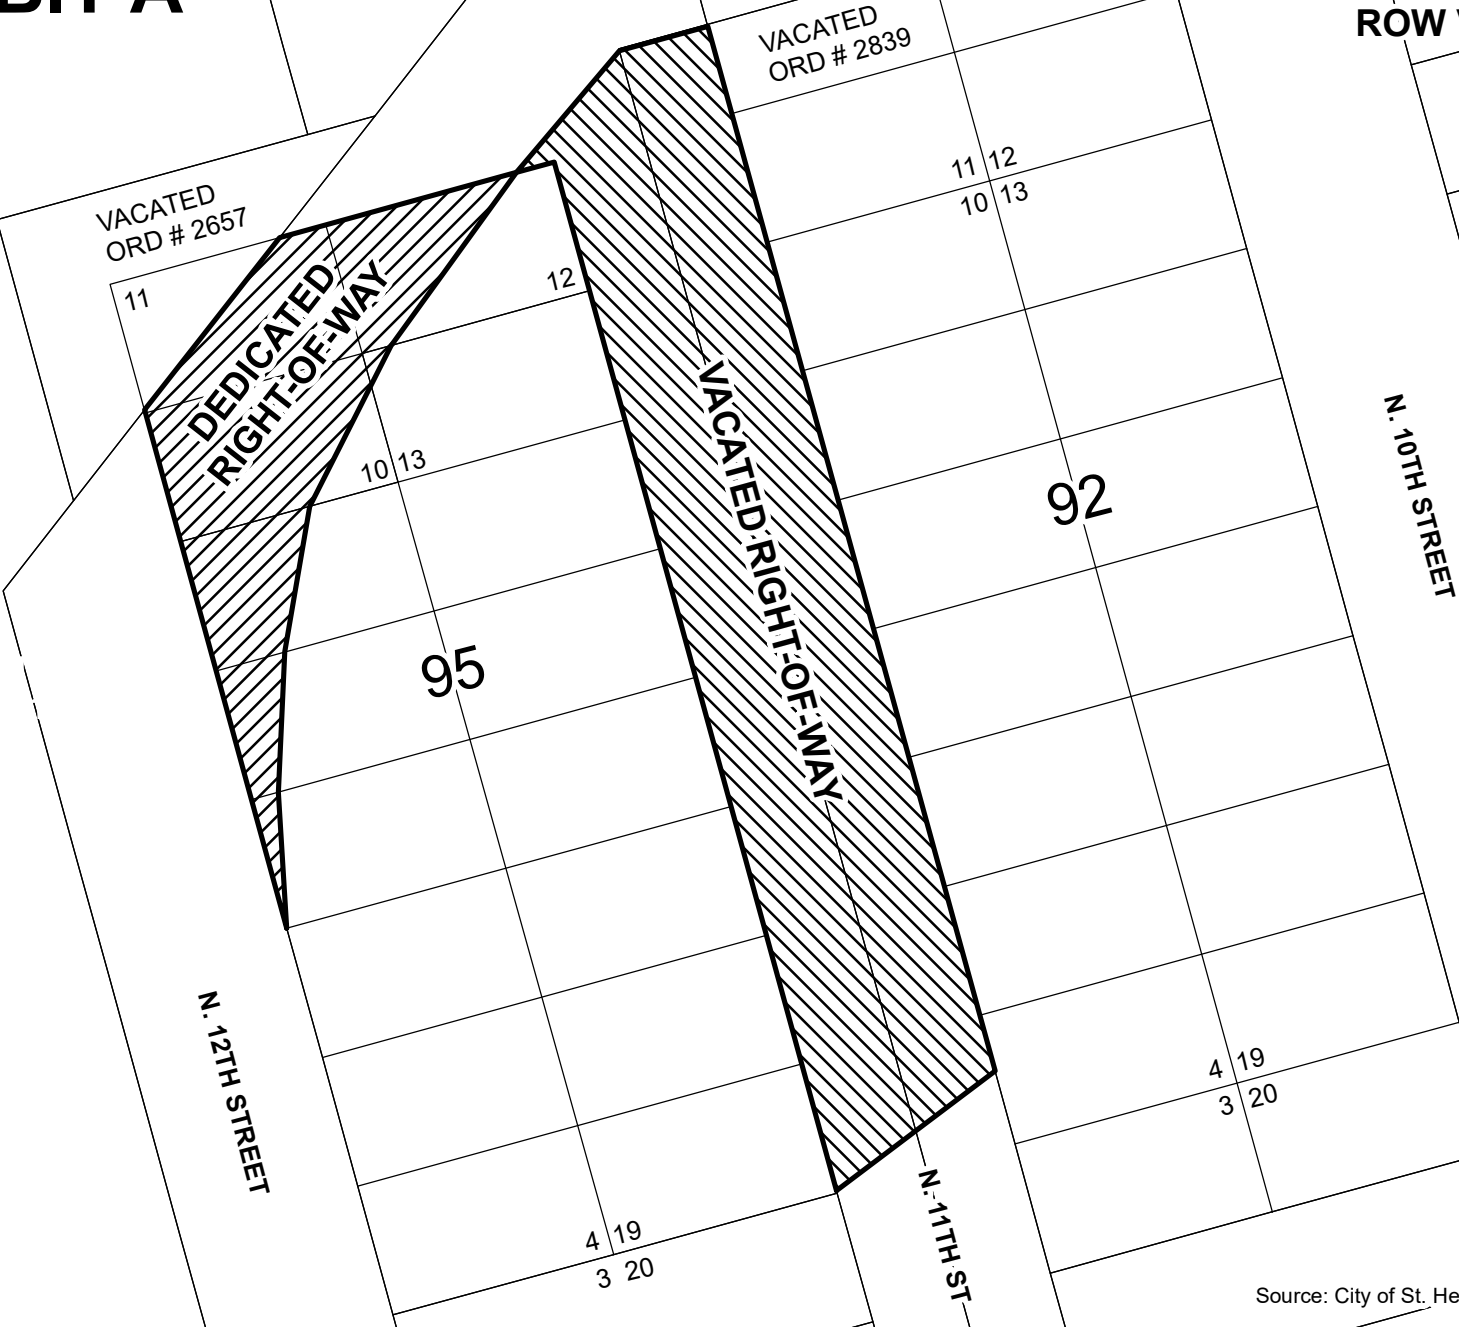 ROW
VACATED
ORD # 2839
VACATED
ORD # 2657
11 12
10 13
11
12
DEDICATED
RIGHT-OF-WAY
10 13
VACATED RIGHT-OF-WAY
92
95
N. 10TH STREET
N. 12TH STREET
N. 11TH ST
4 19
3 20
4 19
3 20
Source: City of St. He